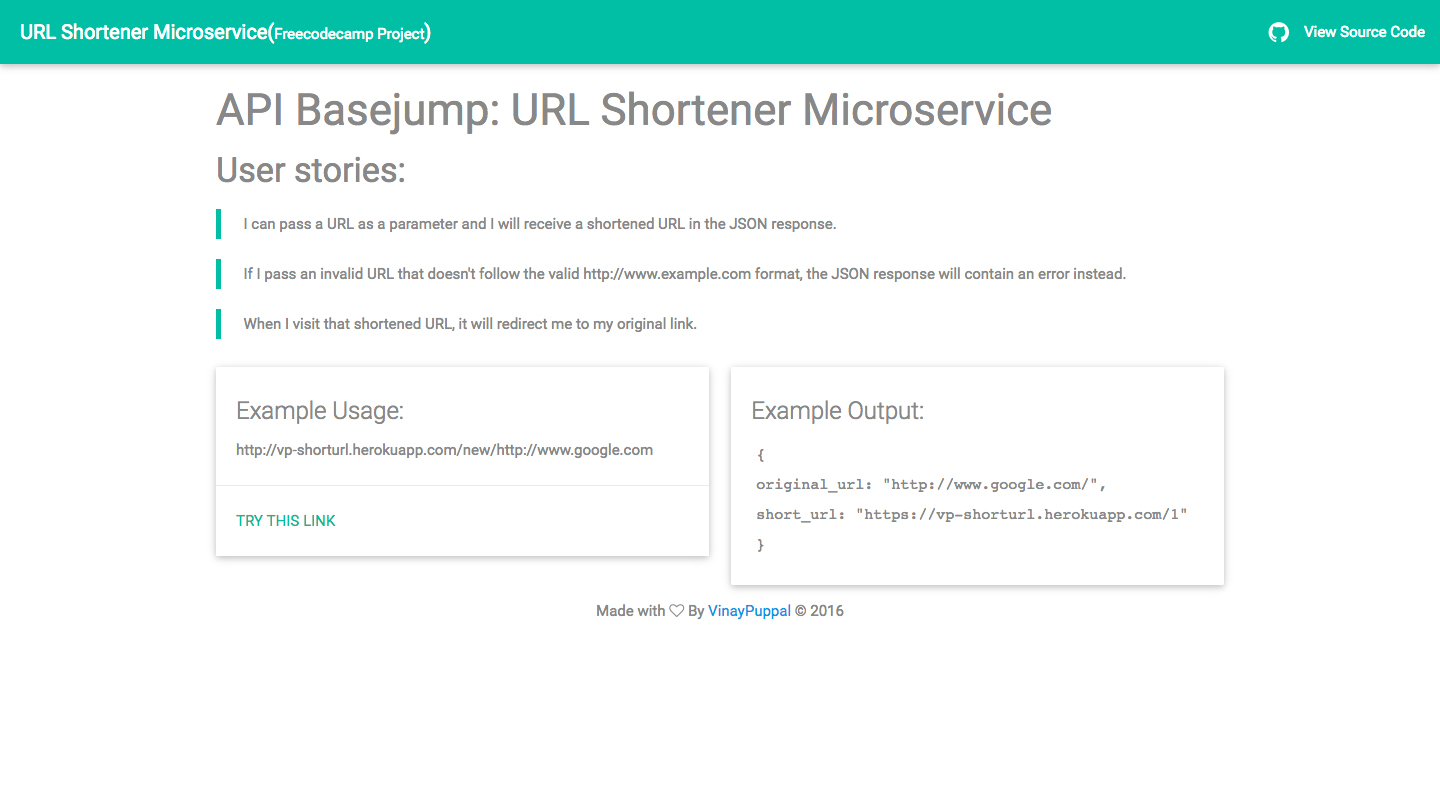 URL Shortener Microservice(Freecodecamp Project)
View Source Code
API Basejump: URL Shortener Microservice
User stories:
I can pass a URL as a parameter and I will receive a shortened URL in the JSON response.
If I pass an invalid URL that doesn't follow the valid http://www.example.com format, the JSON response will contain an error instead.
When I visit that shortened URL, it will redirect me to my original link.
Example Usage:
http://vp-shorturl.herokuapp.com/new/http://www.google.com
TRY THIS LINK
Example Output:
{
original_url: "http://www.google.com/",
short_url: "https://vp-shorturl.herokuapp.com/1"
}
Made with ♡ By VinayPuppal © 2016